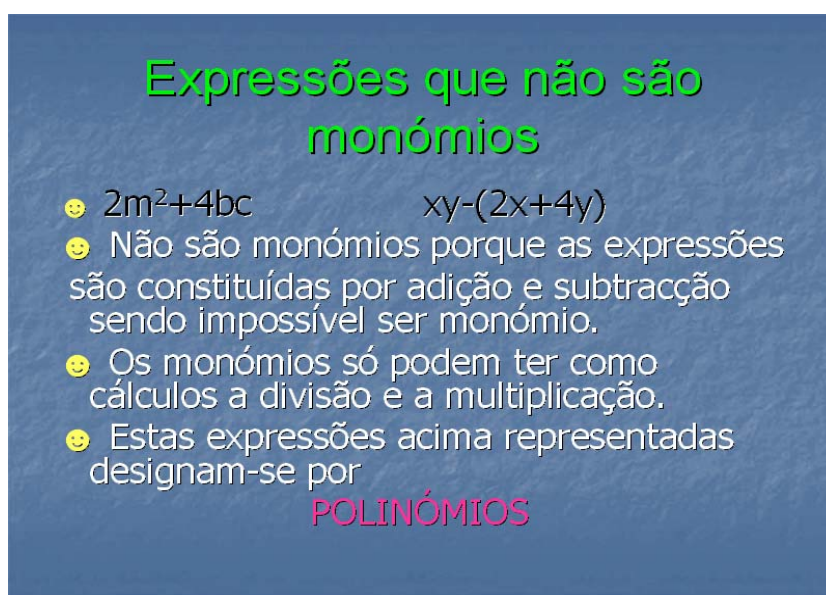 Expressões que não são
monómios
2m²+4bc xy-(2x+4y)
Não são monómios porque as expressões
são constituídas por adição e subtracção
sendo impossível ser monómio.
Os monómios só podem ter como
cálculos a divisão e a multiplicação.
Estas expressões acima representadas
designam-se por
POLINÓMIOS